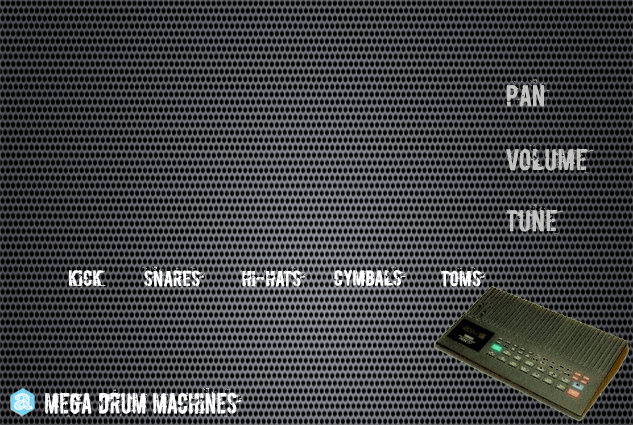 PAN
VOLUME
TUNE
KICK SNARES HI-HATS CYMBALS TOMS
MEGA DRUM MACHINES